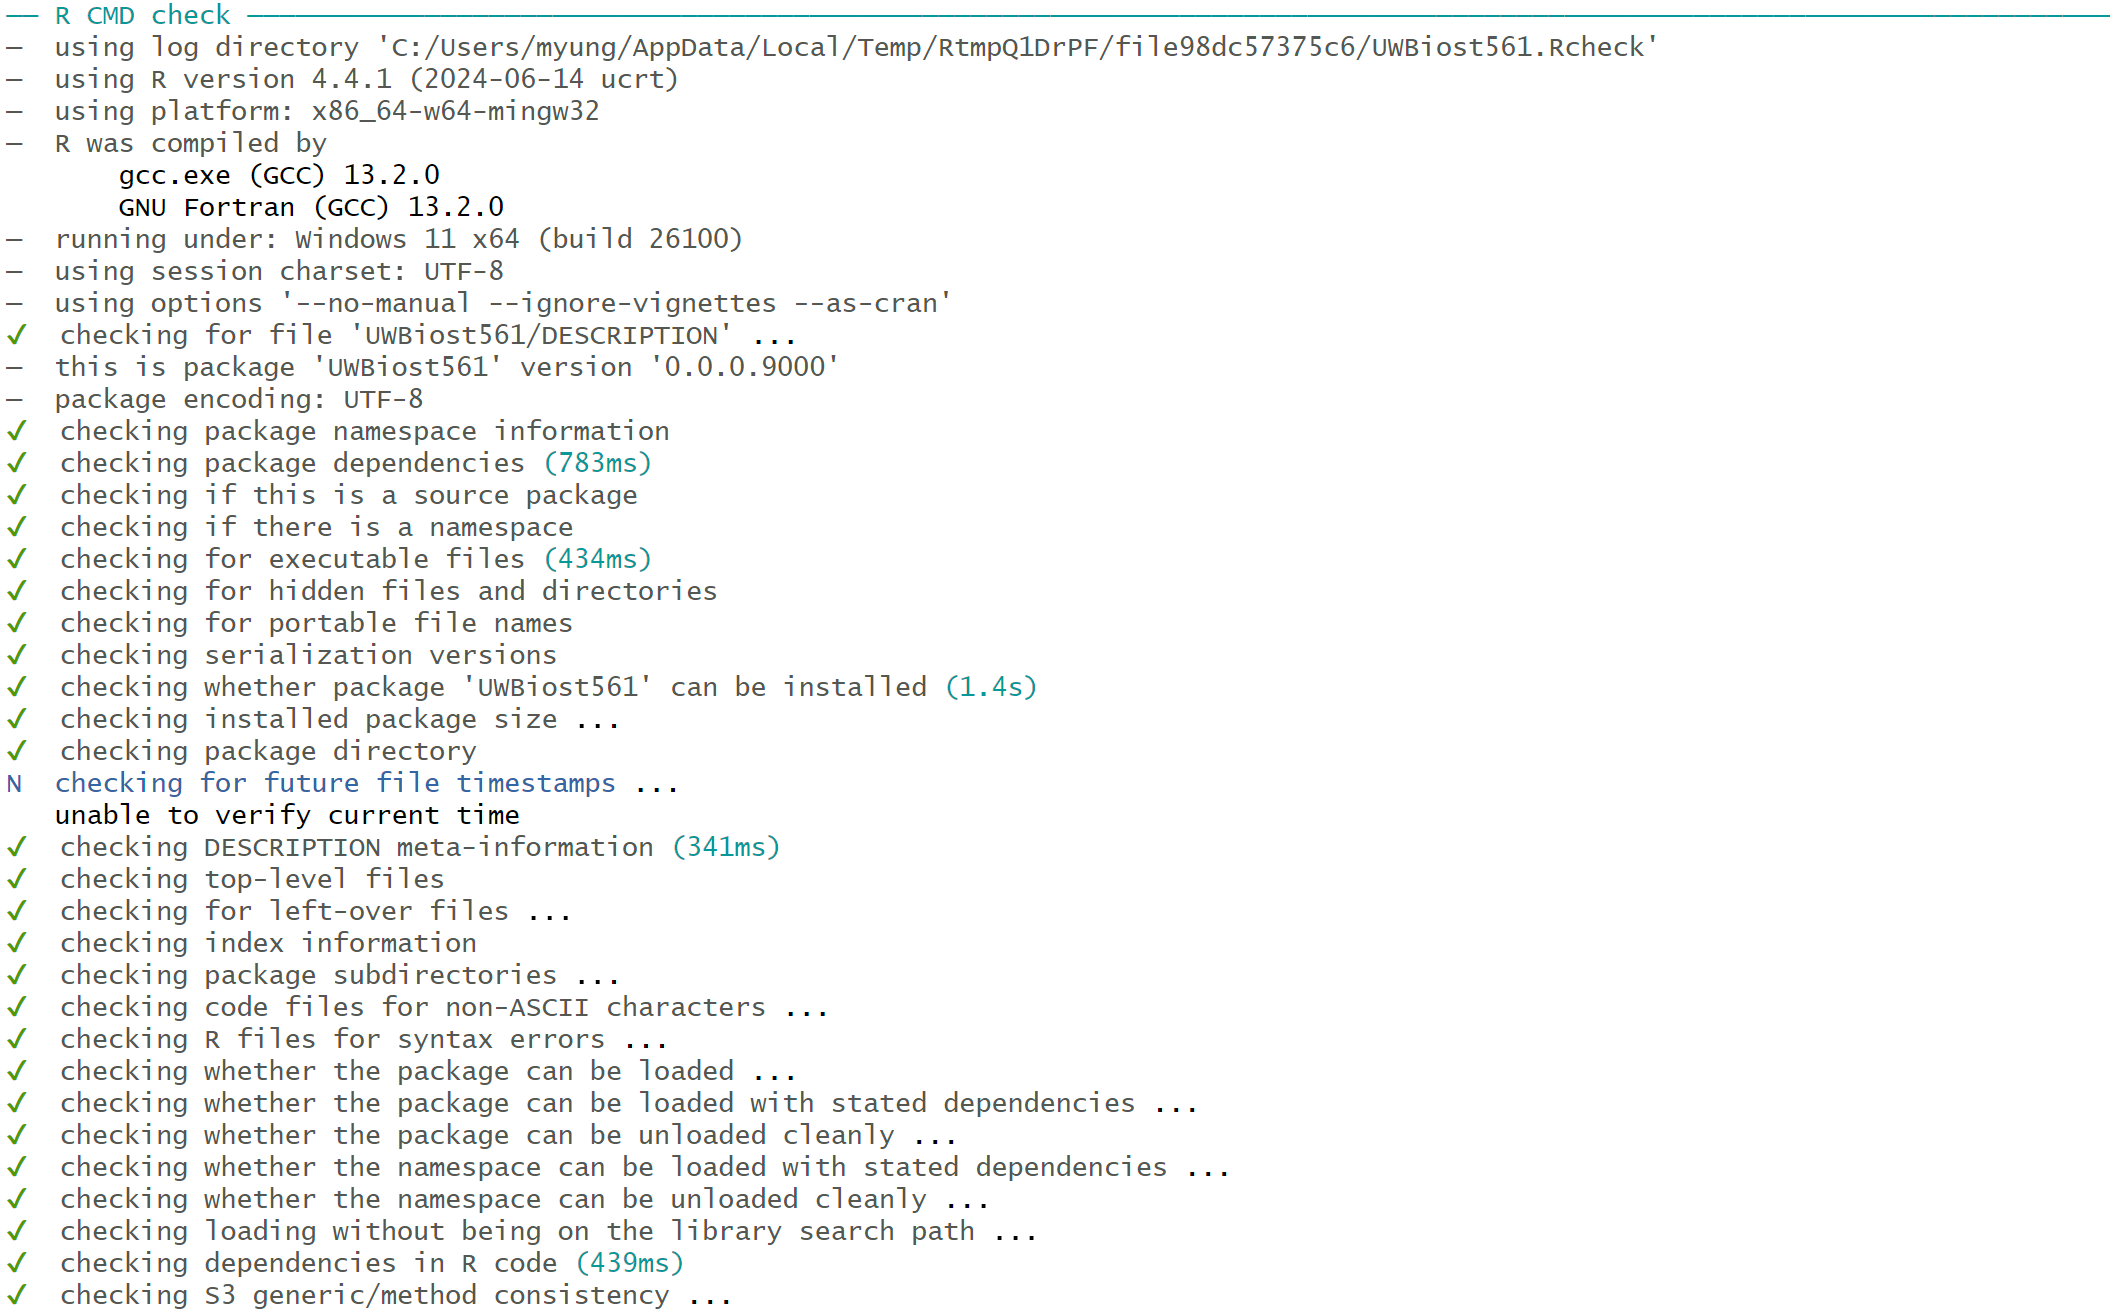 ── R CMD check ────────────────────────────────────────
─  using log directory 'C:/Users/myung/AppData/Local/Temp/RtmpQ1DrPF/file98dc57375c6/UWBiost561.Rcheck'
─  using R version 4.4.1 (2024-06-14 ucrt)
─  using platform: x86_64-w64-mingw32
─  R was compiled by
       gcc.exe (GCC) 13.2.0
       GNU Fortran (GCC) 13.2.0
─  running under: Windows 11 x64 (build 26100)
─  using session charset: UTF-8
─  using options '--no-manual --ignore-vignettes --as-cran'
✔  checking for file 'UWBiost561/DESCRIPTION' ...
─  this is package 'UWBiost561' version '0.0.0.9000'
─  package encoding: UTF-8
✔  checking package namespace information
✔  checking package dependencies (783ms)
✔  checking if this is a source package
✔  checking if there is a namespace
✔  checking for executable files (434ms)
✔  checking for hidden files and directories
✔  checking for portable file names
✔  checking serialization versions
✔  checking whether package 'UWBiost561' can be installed (1.4s)
✔  checking installed package size ...
✔  checking package directory
N  checking for future file timestamps ...
   unable to verify current time
✔  checking DESCRIPTION meta-information (341ms)
✔  checking top-level files
✔  checking for left-over files ...
✔  checking index information
✔  checking package subdirectories ...
✔  checking code files for non-ASCII characters ...
✔  checking R files for syntax errors ...
✔  checking whether the package can be loaded ...
✔  checking whether the package can be loaded with stated dependencies ...
✔  checking whether the package can be unloaded cleanly ...
✔  checking whether the namespace can be loaded with stated dependencies ...
✔  checking whether the namespace can be unloaded cleanly ...
✔  checking loading without being on the library search path ...
✔  checking dependencies in R code (439ms)
✔  checking S3 generic/method consistency ...